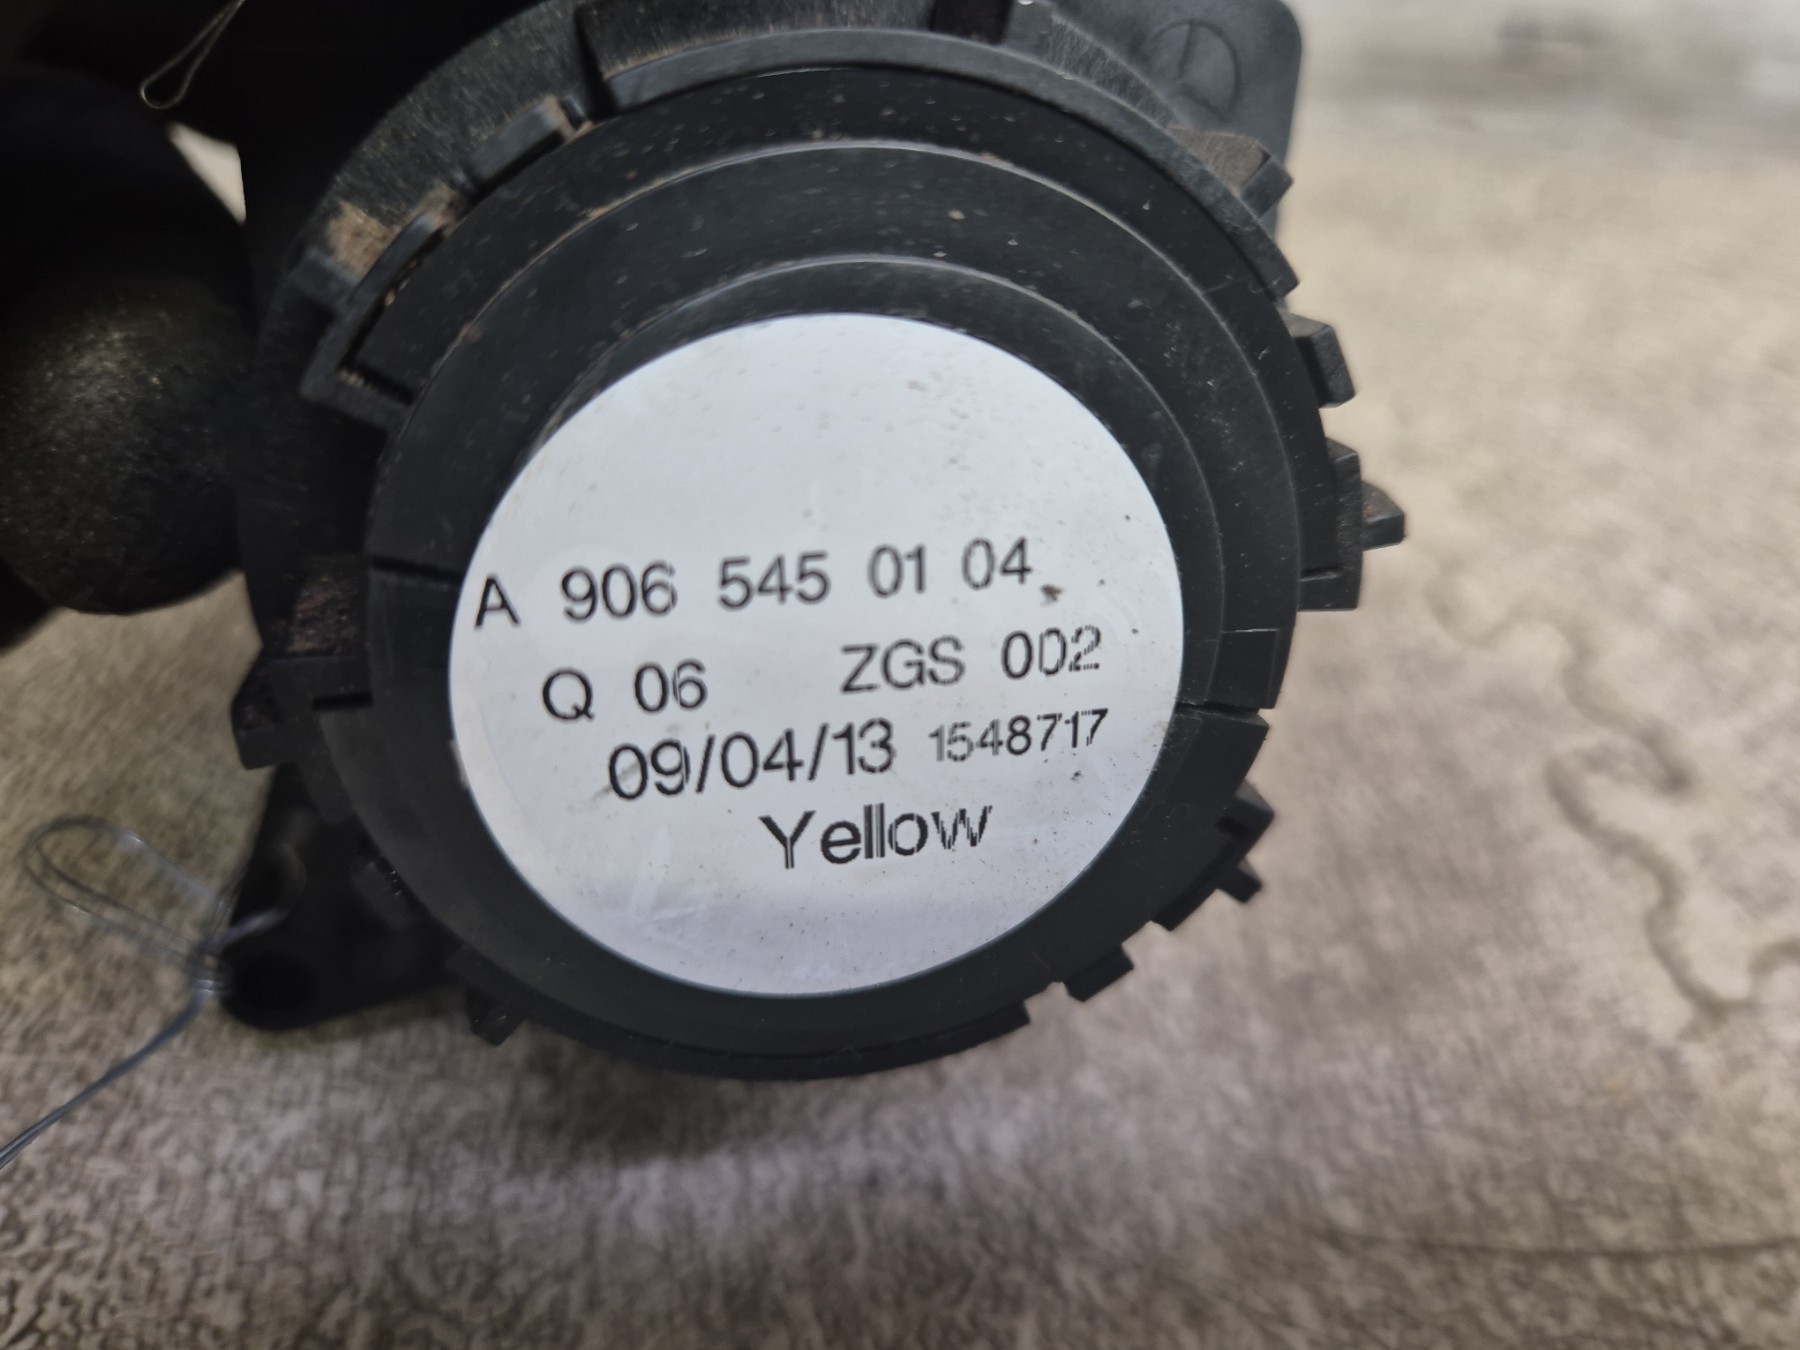 A 906 545 01 04
Q 06 ZGS 002
09/04/13 1548717
Yellow